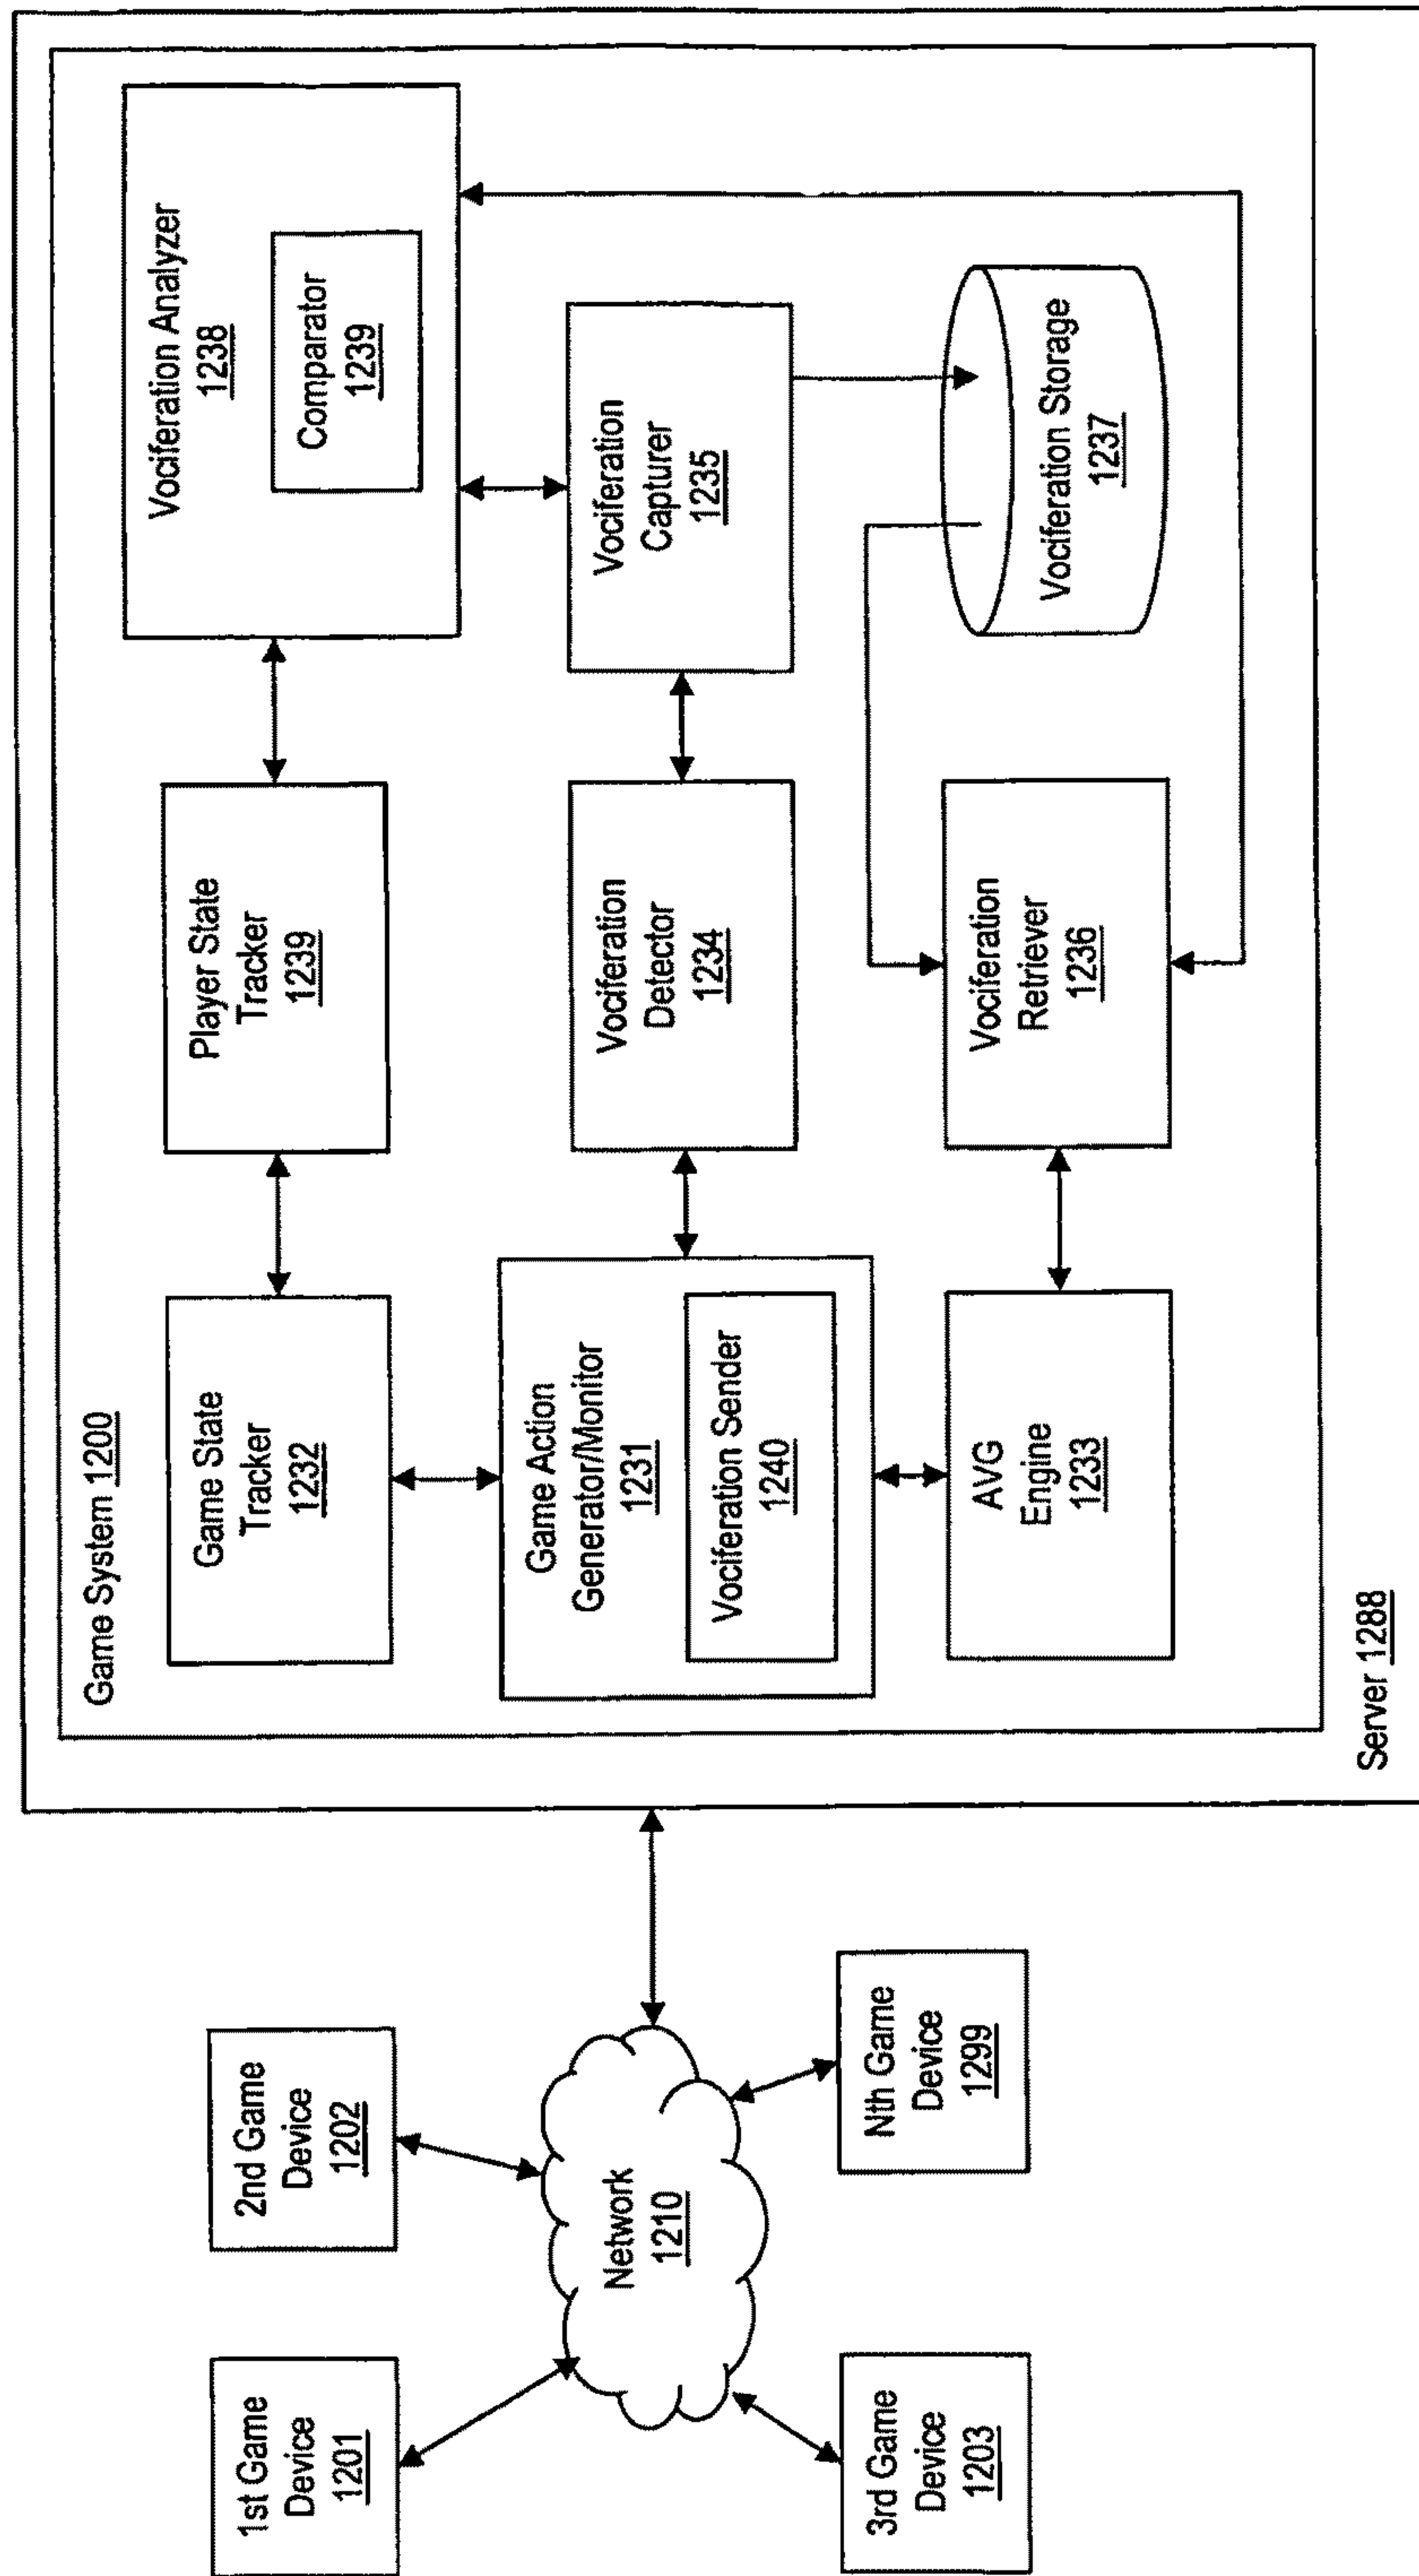 1st Game
Device
1201
2nd Game
Device
1202
3rd Game
Device
1203
Nth Game
Device
1299
Network
1210
Game System 1200
Game State
Tracker
1232
Player State
Tracker
1239
Vociferation Analyzer
1238
Comparator
1239
Game Action
Generator/Monitor
1231
Vociferation Sender
1240
Vociferation
Detector
1234
Vociferation
Capturer
1235
AVG
Engine
1233
Vociferation
Retriever
1236
Vociferation Storage
1237
Server 1288